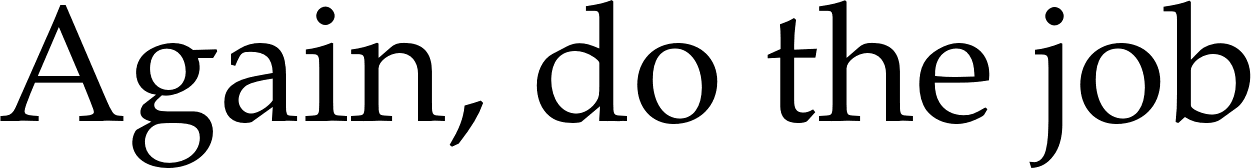 Again, do the job